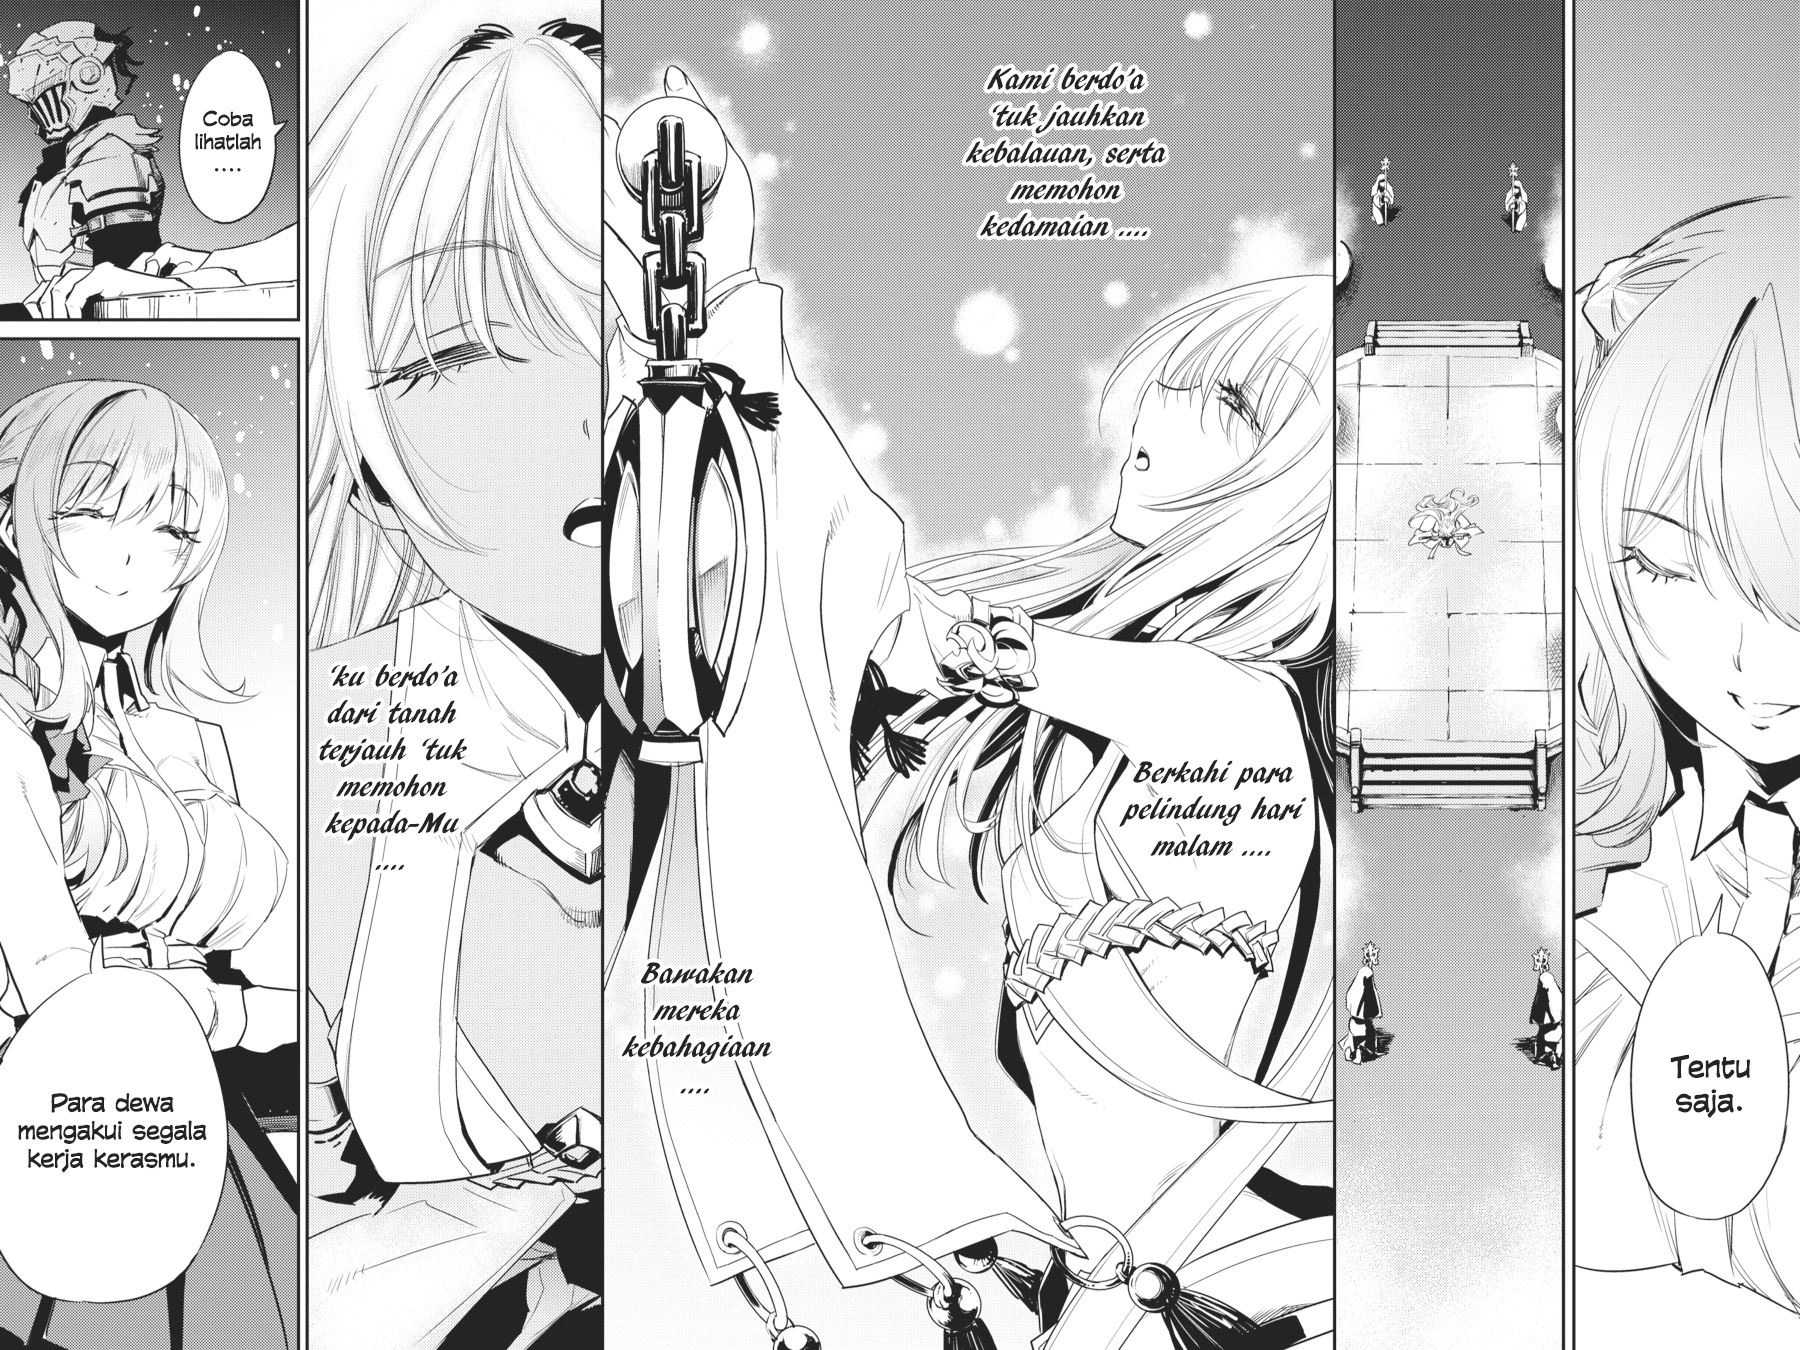 Tentu
saja.
Kami berdo'a
'tuk jauhkan
kebalauan, serta
memohon
kedamaian ....
Berkahi para
pelindung hari
malam ....
Bawakan
mereka
kebahagiaan
....
'ku berdo'a
dari tanah
terjauh 'tuk
memohon
kepada-Mu
....
Coba
lihatlah
....
Para dewa
mengakui segala
kerja kerasmu.